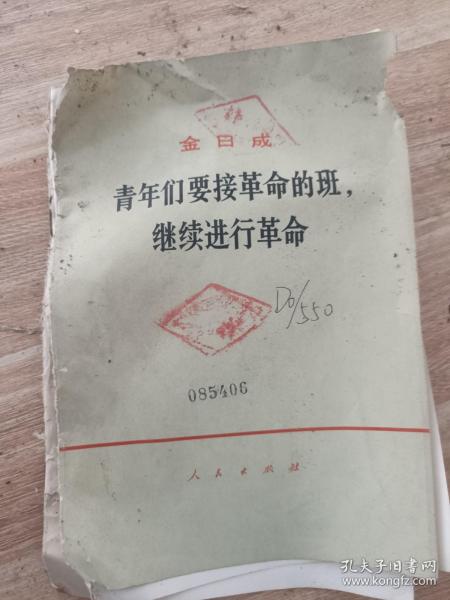 金日成
青年们要接革命的班，
继续进行革命
D0/550
085406
人民出版社
孔夫子旧书网
www.kongfz.com